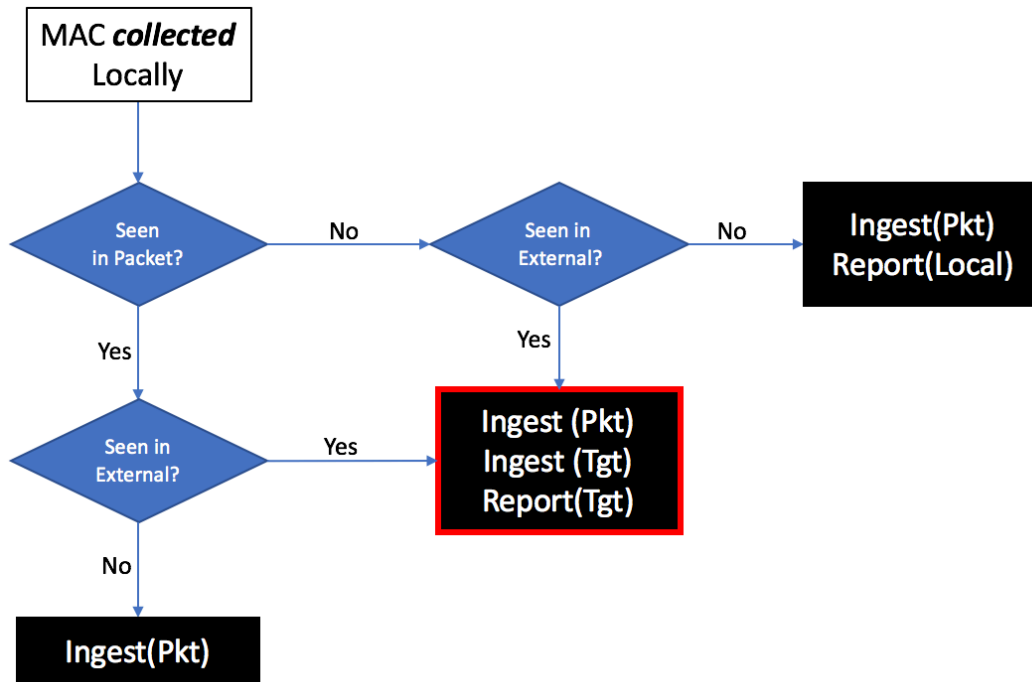 MAC collected
Locally
Seen
in Packet?
No
Seen in
External?
No
Ingest(Pkt)
Report(Local)
Yes
Yes
Seen in
External?
Yes
Ingest (Pkt)
Ingest (Tgt)
Report(Tgt)
No
Ingest(Pkt)